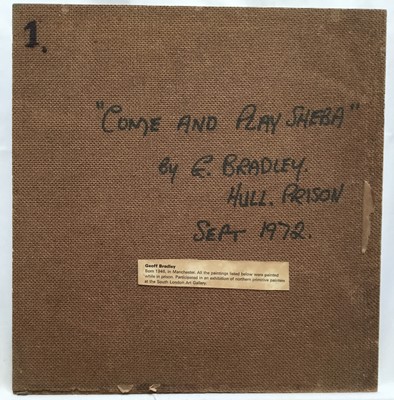 1.
"COME AND PLAY SHEBA"
by G. BRADLEY.
HULL. PRISON
SEPT 1972.
Geoff Bradley
Born 1946, in Manchester. All the paintings listed below were painted
while in prison. Participated in an exhibition of northern primitive painters
at the South London Art Gallery.